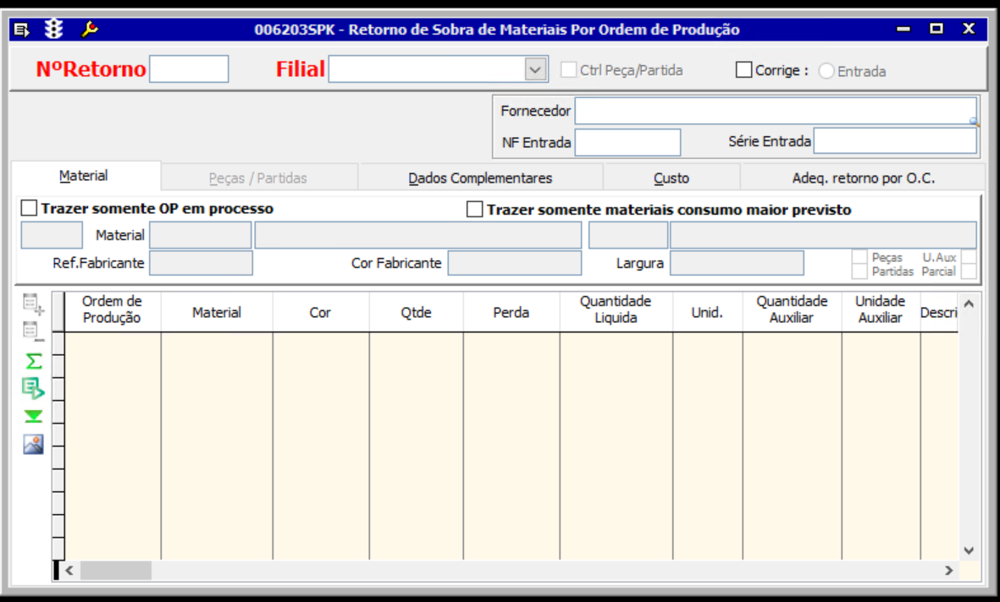 006203SPK - Retorno de Sobra de Materiais Por Ordem de Produção
NºRetorno Filial Ctrl Peça/Partida Corrige : Entrada
Fornecedor
NF Entrada Série Entrada
Material Peças / Partidas Dados Complementares Custo Adeq. retorno por O.C.
Trazer somente OP em processo Trazer somente materiais consumo maior previsto
Material
Ref.Fabricante Cor Fabricante Largura Peças U.Aux
Partidas Parcial
Ordem de Produção Material Cor Qtde Perda Quantidade Liquida Unid. Quantidade Auxiliar Unidade Auxiliar Descri